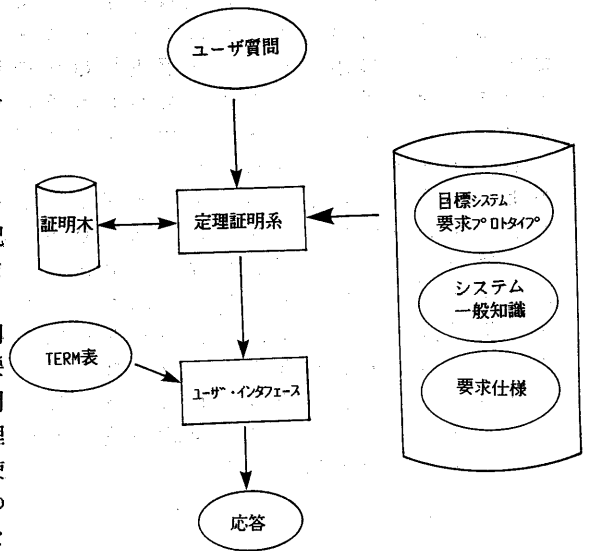 ユーザ質問
証明木
定理証明系
目標システム
要求プロトタイプ
システム
一般知識
要求仕様
TERM表
ユーザ・インタフェース
応答